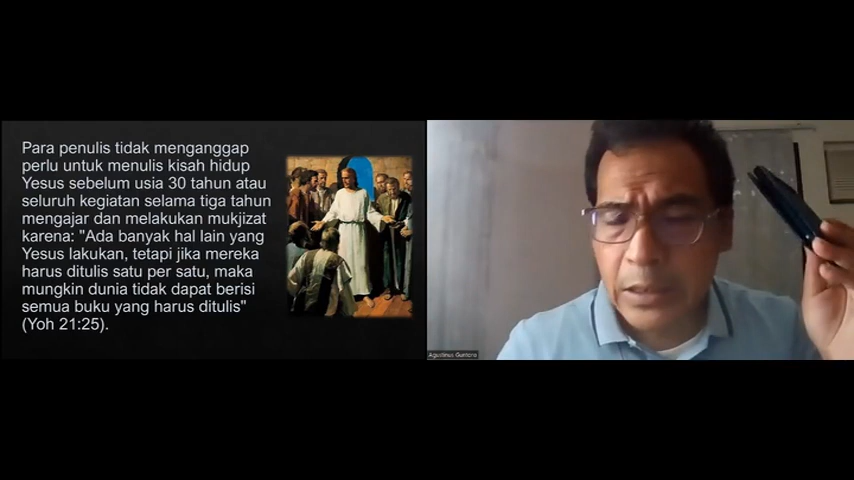 Para penulis tidak menganggap
perlu untuk menulis kisah hidup
Yesus sebelum usia 30 tahun atau
seluruh kegiatan selama tiga tahun
mengajar dan melakukan mukjizat
karena: "Ada banyak hal lain yang
Yesus lakukan, tetapi jika mereka
harus ditulis satu per satu, maka
mungkin dunia tidak dapat berisi
semua buku yang harus ditulis"
(Yoh 21:25).
Agustinus